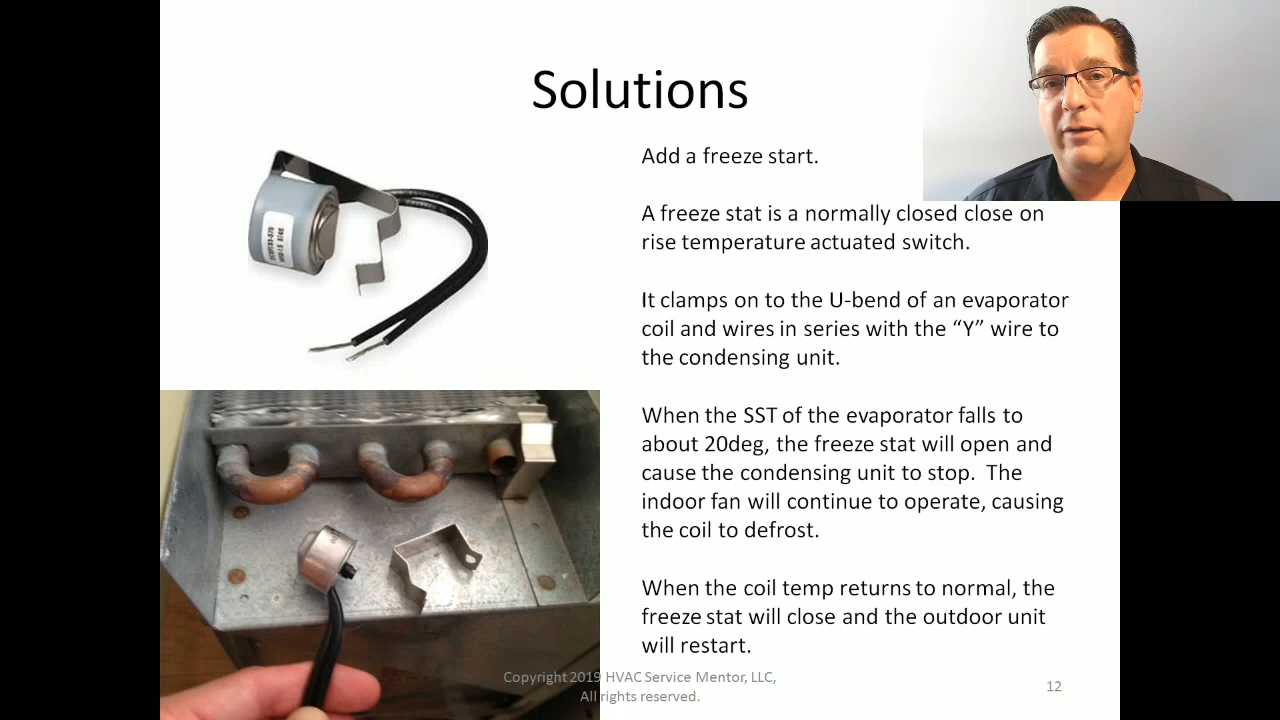 Solutions
Add a freeze start.
A freeze stat is a normally closed close on
rise temperature actuated switch.
It clamps on to the U-bend of an evaporator
coil and wires in series with the “Y” wire to
the condensing unit.
When the SST of the evaporator falls to
about 20deg, the freeze stat will open and
cause the condensing unit to stop.  The
indoor fan will continue to operate, causing
the coil to defrost.
When the coil temp returns to normal, the
freeze stat will close and the outdoor unit
will restart.
Copyright 2019 HVAC Service Mentor, LLC,
All rights reserved.
12